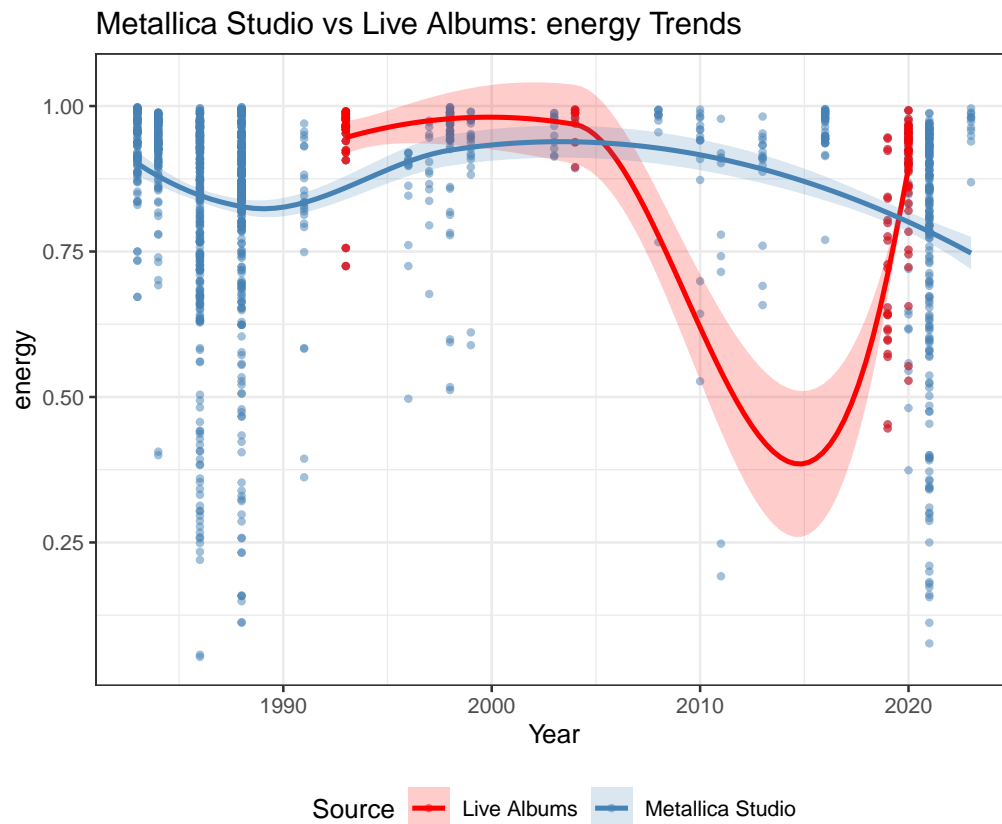 Metallica Studio vs Live Albums: energy Trends
1.00
0.75
0.50
0.25
energy
1990
2000
2010
2020
Year
Source
Live Albums
Metallica Studio